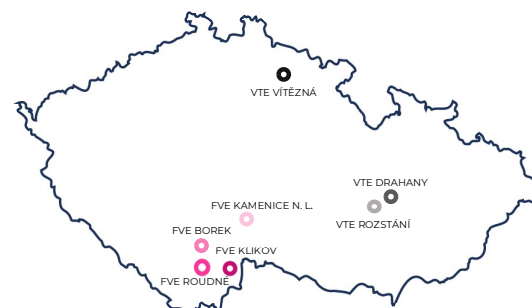 VTE VÍTĚZNÁ
VTE DRAHANY
FVE KAMENICE N. L.
VTE ROZSTÁNÍ
FVE BOREK
FVE KLIKOV
FVE ROUDNÉ